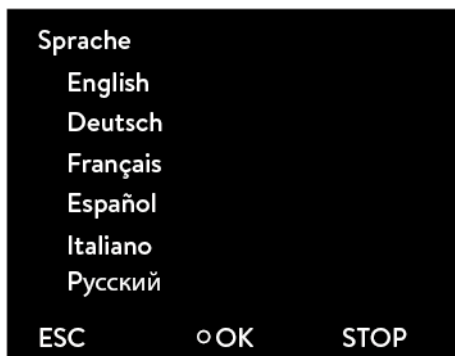 Sprache
English
Deutsch
Français
Español
Italiano
Русский
ESC OK STOP